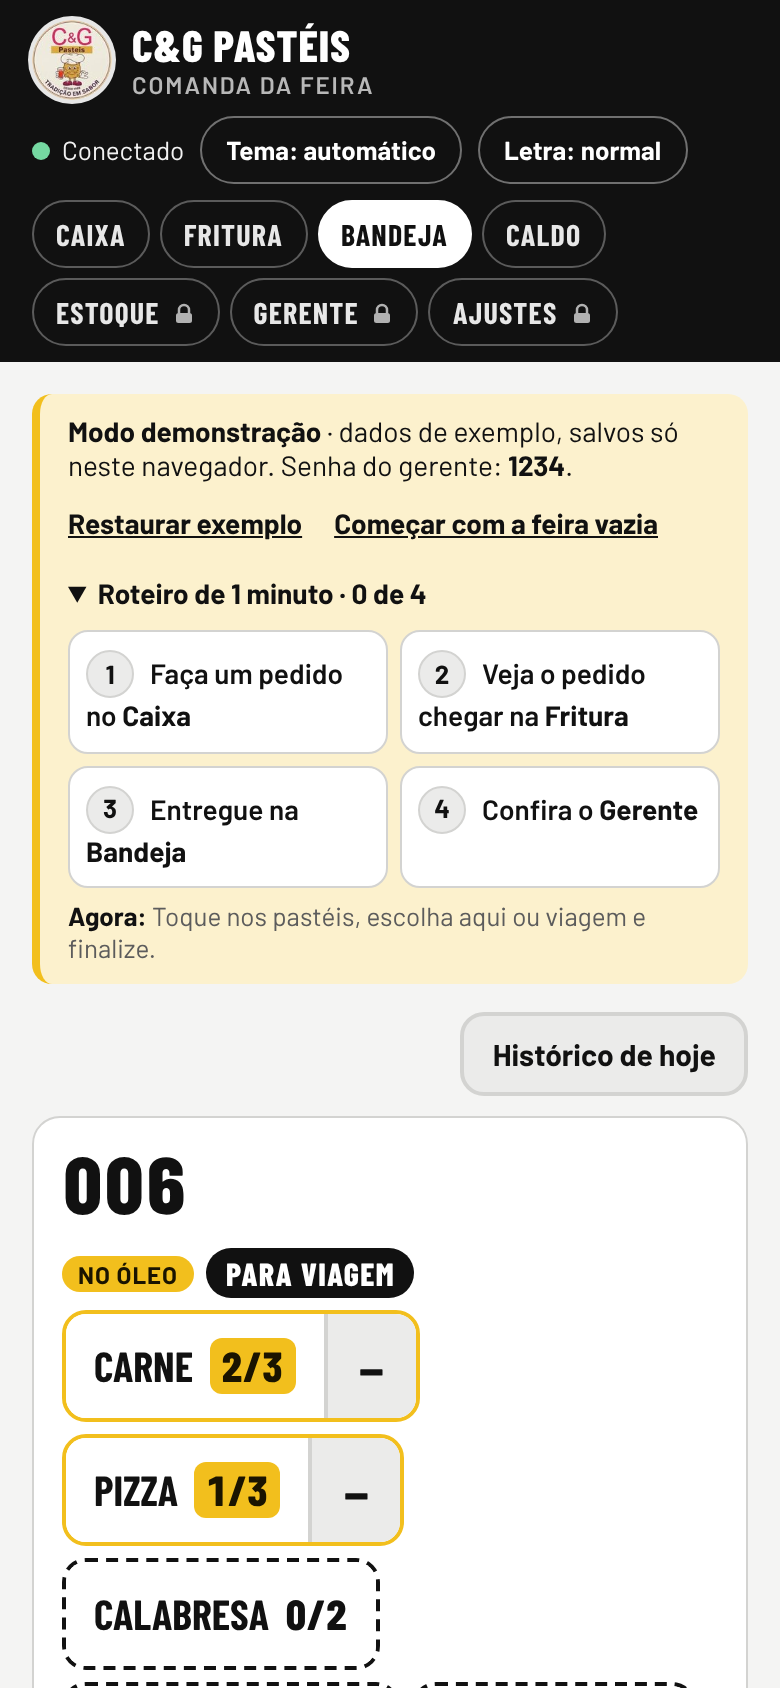 C&G
Pastéis
TRADIÇÃO EM SABOR
C&G PASTÉIS
COMANDA DA FEIRA
Conectado
Tema: automático
Letra: normal
CAIXA
FRITURA
BANDEJA
CALDO
ESTOQUE
GERENTE
AJUSTES
Modo demonstração · dados de exemplo, salvos só
neste navegador. Senha do gerente: 1234.
Restaurar exemplo
Começar com a feira vazia
▼ Roteiro de 1 minuto · 0 de 4
1 Faça um pedido
no Caixa
2 Veja o pedido
chegar na Fritura
3 Entregue na
Bandeja
4 Confira o Gerente
Agora: Toque nos pastéis, escolha aqui ou viagem e
finalize.
Histórico de hoje
006
NO ÓLEO
PARA VIAGEM
CARNE 2/3 –
PIZZA 1/3 –
CALABRESA 0/2